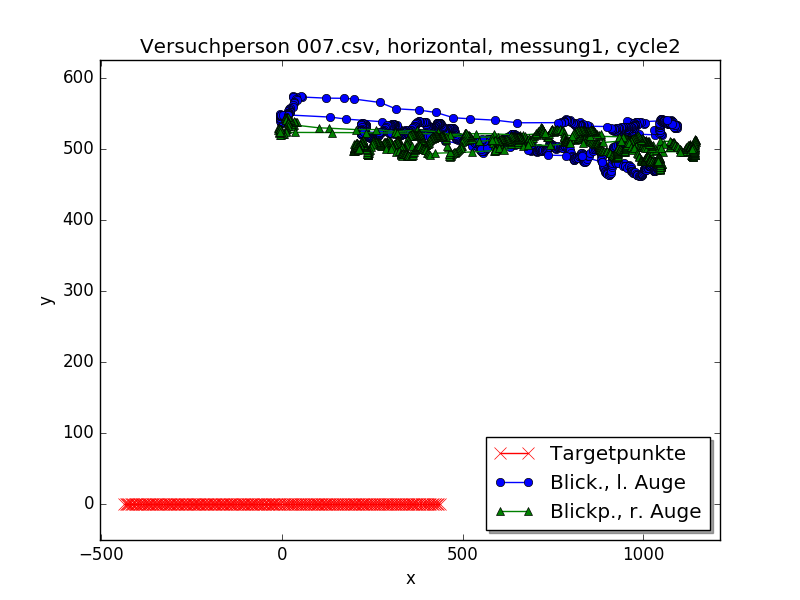 Versuchperson 007.csv, horizontal, messung1, cycle2
600
500
400
300
200
100
0
y
−500
0
500
1000
x
Targetpunkte
Blick., l. Auge
Blickp., r. Auge